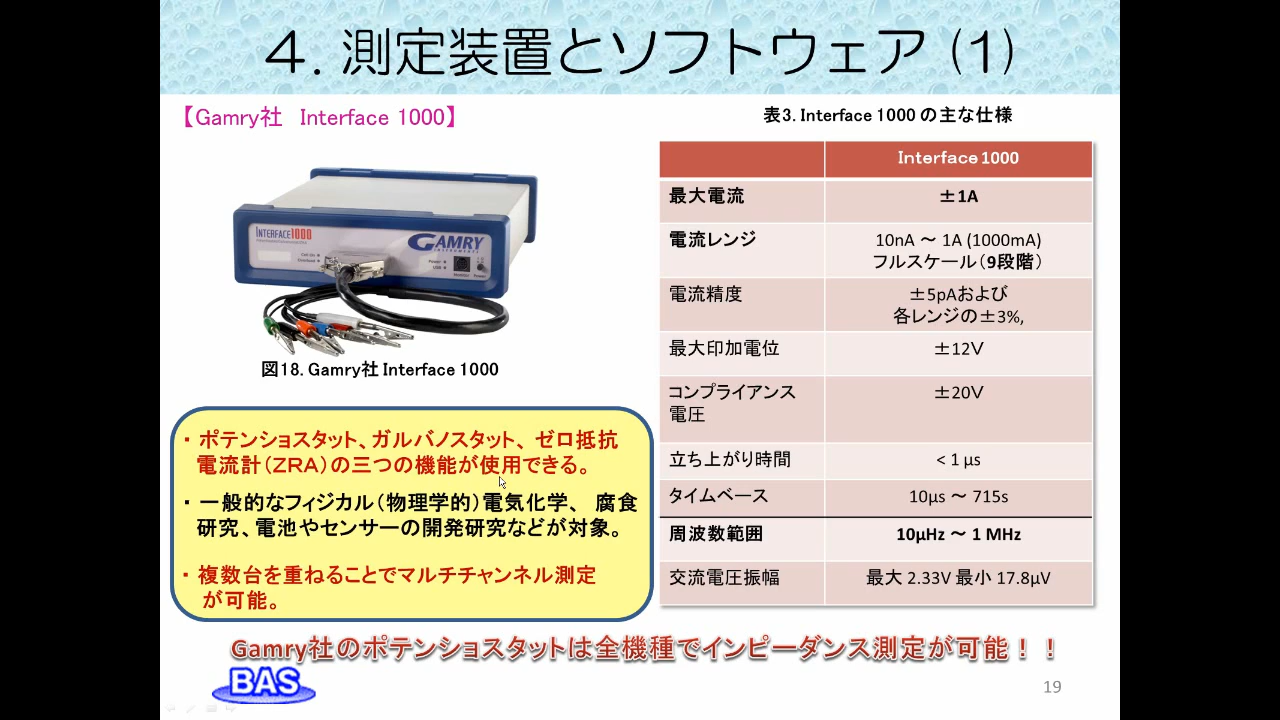 ４. 測定装置とソフトウェア (1)
【Gamry社　Interface 1000】
INTERFACE1000
GAMRY
INSTRUMENTS
図18. Gamry社 Interface 1000
・ポテンショスタット、ガルバノスタット、ゼロ抵抗
電流計（ZRA）の三つの機能が使用できる。
・一般的なフィジカル（物理学的）電気化学、 腐食
研究、電池やセンサーの開発研究などが対象。
・複数台を重ねることでマルチチャンネル測定
が可能。
表3. Interface 1000 の主な仕様
Interface 1000
最大電流 ±1A
電流レンジ 10nA ～ 1A (1000mA)
フルスケール（9段階）
電流精度 ±5pAおよび
各レンジの±3%,
最大印加電位 ±12V
コンプライアンス ±20V
電圧
立ち上がり時間 < 1 μs
タイムベース 10μs ～ 715s
周波数範囲 10μHz ～ 1 MHz
交流電圧振幅 最大 2.33V 最小 17.8μV
Gamry社のポテンショスタットは全機種でインピーダンス測定が可能！！
BAS
19